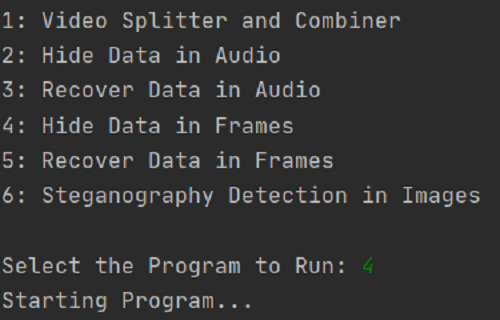 1: Video Splitter and Combiner
2: Hide Data in Audio
3: Recover Data in Audio
4: Hide Data in Frames
5: Recover Data in Frames
6: Steganography Detection in Images
Select the Program to Run: 4
Starting Program...